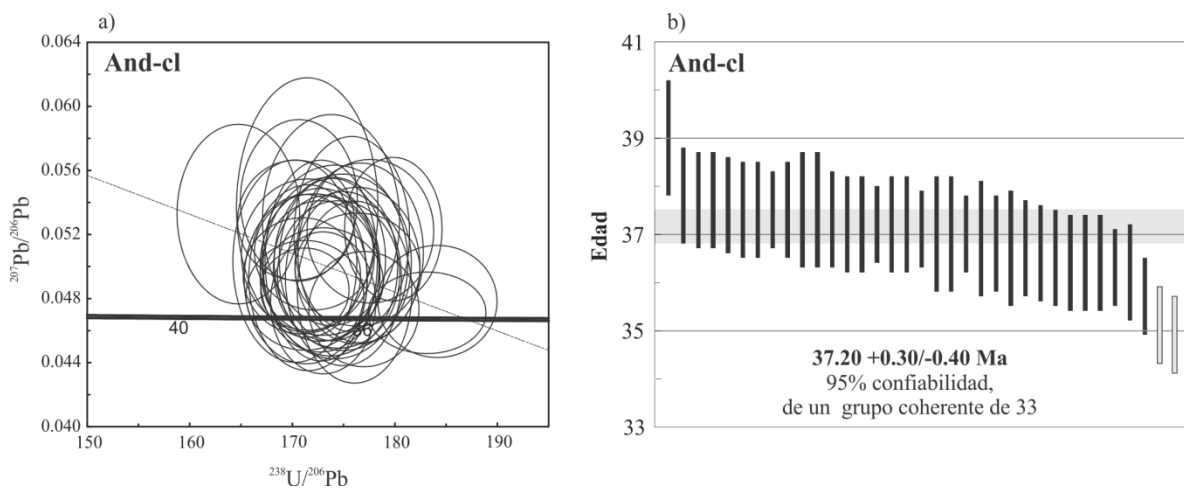 a)
And-cl
0.064
0.060
0.056
0.052
0.048
0.044
0.040
²⁰⁷Pb/²⁰⁶Pb
40
36
150
160
170
180
190
²³⁸U/²⁰⁶Pb
b)
And-cl
41
39
37
35
33
Edad
37.20 +0.30/-0.40 Ma
95% confiabilidad,
de un grupo coherente de 33